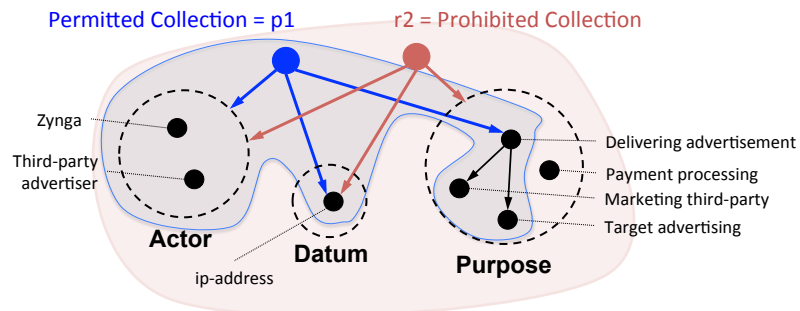 Permitted Collection = p1
r2 = Prohibited Collection
Zynga
Third-party
advertiser
Delivering advertisement
Payment processing
Marketing third-party
Target advertising
Actor
Datum
Purpose
ip-address